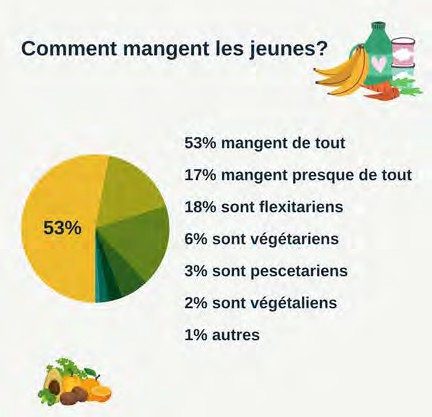 Comment mangent les jeunes?
53% mangent de tout
17% mangent presque de tout
18% sont flexitariens
53%
6% sont végétariens
3% sont pescetariens
2% sont végétaliens
1% autres